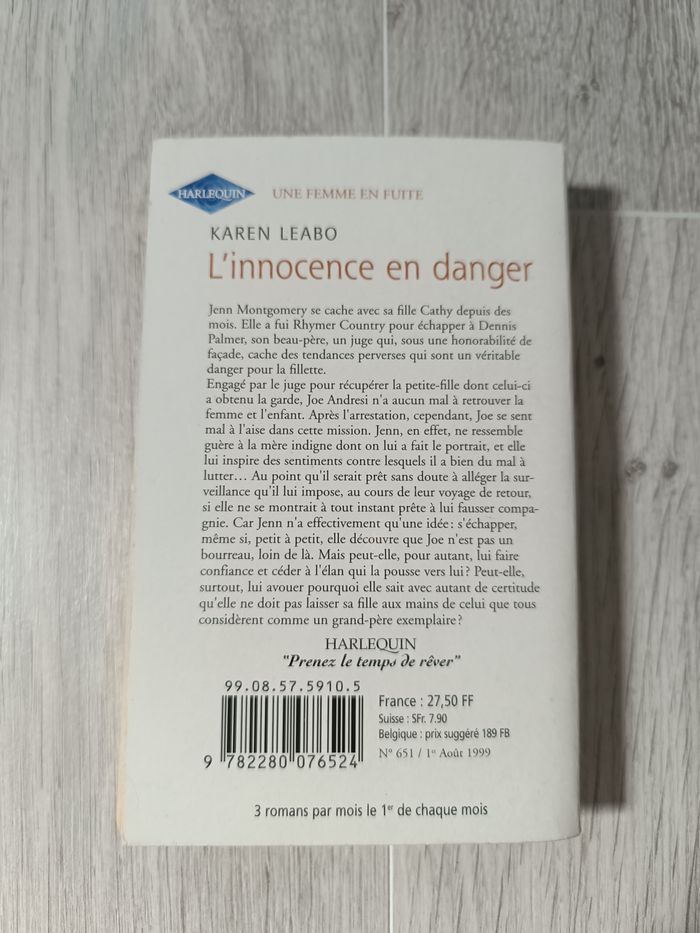 HARLEQUIN UNE FEMME EN FUITE
KAREN LEABO
L'innocence en danger
Jenn Montgomery se cache avec sa fille Cathy depuis des
mois. Elle a fui Rhymer Country pour échapper à Dennis
Palmer, son beau-père, un juge qui, sous une honorabilité de
façade, cache des tendances perverses qui sont un véritable
danger pour la fillette.
Engagé par le juge pour récupérer la petite-fille dont celui-ci
a obtenu la garde, Joe Andresi n'a aucun mal à retrouver la
femme et l'enfant. Après l'arrestation, cependant, Joe se sent
mal à l'aise dans cette mission. Jenn, en effet, ne ressemble
guère à la mère indigne dont on lui a fait le portrait, et elle
lui inspire des sentiments contre lesquels il a bien du mal à
lutter... Au point qu'il serait prêt sans doute à alléger la sur-
veillance qu'il lui impose, au cours de leur voyage de retour,
si elle ne se montrait à tout instant prête à lui fausser compa-
gnie. Car Jenn n'a effectivement qu'une idée : s'échapper,
même si, petit à petit, elle découvre que Joe n'est pas un
bourreau, loin de là. Mais peut-elle, pour autant, lui faire
confiance et céder à l'élan qui la pousse vers lui ? Peut-elle,
surtout, lui avouer pourquoi elle sait avec autant de certitude
qu'elle ne doit pas laisser sa fille aux mains de celui que tous
considèrent comme un grand-père exemplaire ?
HARLEQUIN
"Prenez le temps de rêver"
99.08.57.5910.5
9 782280 076524
France : 27,50 FF
Suisse : SFr. 7.90
Belgique : prix suggéré 189 FB
N° 651 / 1er Août 1999
3 romans par mois le 1er de chaque mois